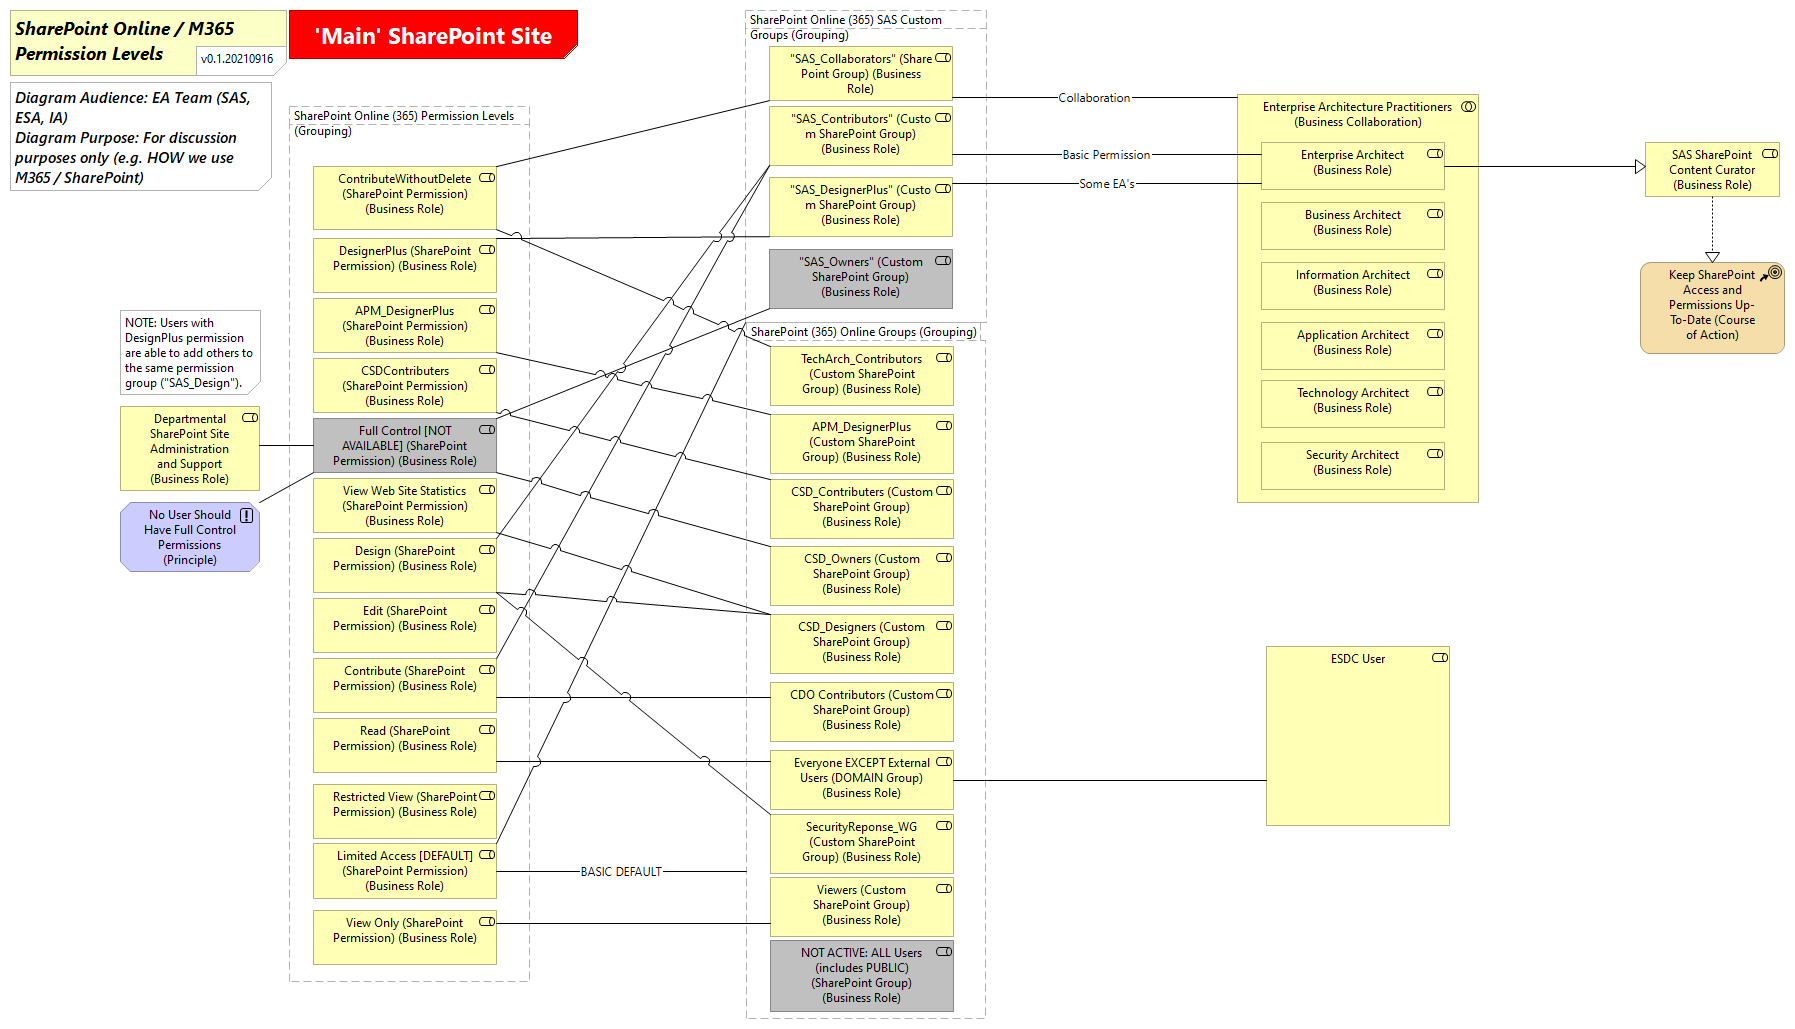 SharePoint Online / M365
Permission Levels
v0.1.20210916
'Main' SharePoint Site
Diagram Audience: EA Team (SAS,
ESA, IA)
Diagram Purpose: For discussion
purposes only (e.g. HOW we use
M365 / SharePoint)
NOTE: Users with
DesignPlus permission
are able to add others to
the same permission
group ("SAS_Design").
Departmental
SharePoint Site
Administration
and Support
(Business Role)
No User Should
Have Full Control
Permissions
(Principle)
SharePoint Online (365) Permission Levels
(Grouping)
ContributeWithoutDelete
(SharePoint Permission)
(Business Role)
DesignerPlus (SharePoint
Permission) (Business Role)
APM_DesignerPlus
(SharePoint Permission)
(Business Role)
CSDContributers
(SharePoint Permission)
(Business Role)
Full Control [NOT
AVAILABLE] (SharePoint
Permission) (Business Role)
View Web Site Statistics
(SharePoint Permission)
(Business Role)
Design (SharePoint
Permission) (Business Role)
Edit (SharePoint
Permission) (Business Role)
Contribute (SharePoint
Permission) (Business Role)
Read (SharePoint
Permission) (Business Role)
Restricted View (SharePoint
Permission) (Business Role)
Limited Access [DEFAULT]
(SharePoint Permission)
(Business Role)
View Only (SharePoint
Permission) (Business Role)
BASIC DEFAULT
SharePoint Online (365) SAS Custom
Groups (Grouping)
"SAS_Collaborators" (Share
Point Group) (Business
Role)
"SAS_Contributors" (Custo
m SharePoint Group)
(Business Role)
"SAS_DesignerPlus" (Custo
m SharePoint Group)
(Business Role)
"SAS_Owners" (Custom
SharePoint Group)
(Business Role)
SharePoint (365) Online Groups (Grouping)
TechArch_Contributors
(Custom SharePoint
Group) (Business Role)
APM_DesignerPlus
(Custom SharePoint
Group) (Business Role)
CSD_Contributers (Custom
SharePoint Group)
(Business Role)
CSD_Owners (Custom
SharePoint Group)
(Business Role)
CSD_Designers (Custom
SharePoint Group)
(Business Role)
CDO Contributors (Custom
SharePoint Group)
(Business Role)
Everyone EXCEPT External
Users (DOMAIN Group)
(Business Role)
SecurityReponse_WG
(Custom SharePoint
Group) (Business Role)
Viewers (Custom
SharePoint Group)
(Business Role)
NOT ACTIVE: ALL Users
(includes PUBLIC)
(SharePoint Group)
(Business Role)
Collaboration
Basic Permission
Some EA's
Enterprise Architecture Practitioners
(Business Collaboration)
Enterprise Architect
(Business Role)
Business Architect
(Business Role)
Information Architect
(Business Role)
Application Architect
(Business Role)
Technology Architect
(Business Role)
Security Architect
(Business Role)
ESDC User
SAS SharePoint
Content Curator
(Business Role)
Keep SharePoint
Access and
Permissions Up-
To-Date (Course
of Action)